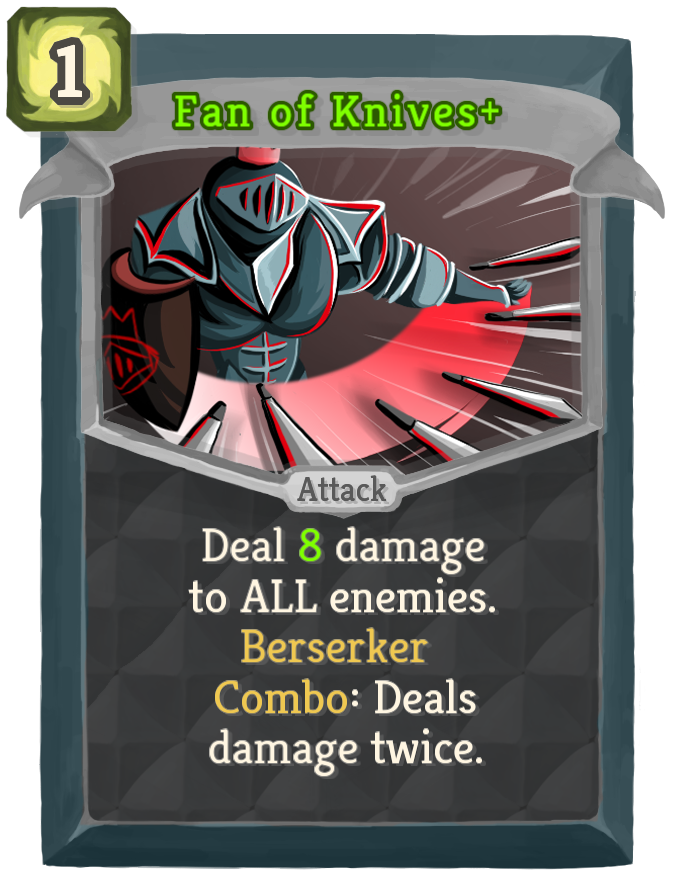 1
Fan of Knives+
Attack
Deal 8 damage
to ALL enemies.
Berserker
Combo: Deals
damage twice.